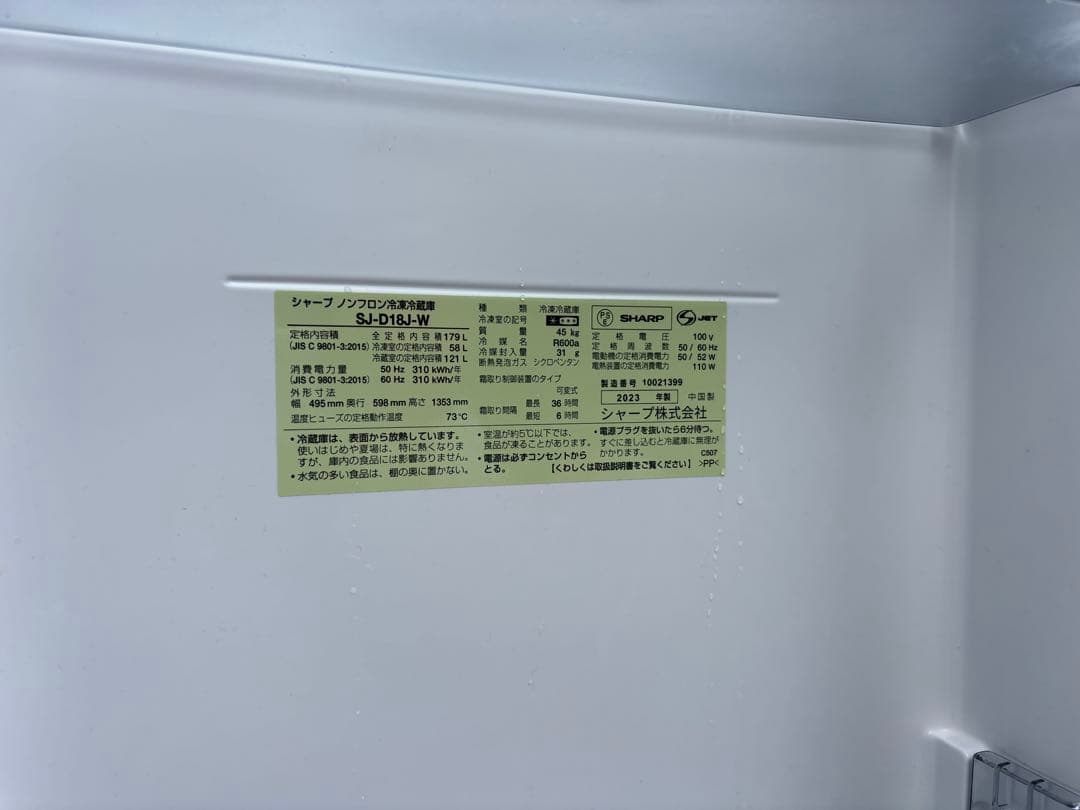 シャープ ノンフロン冷凍冷蔵庫
SJ-D18J-W
定格内容積 全定格内容積 179 L
(JIS C 9801-3:2015) 冷凍室の定格内容積 58 L
冷蔵室の定格内容積 121 L
消費電力量 50 Hz 310 kWh/年
(JIS C 9801-3:2015) 60 Hz 310 kWh/年
外形寸法
幅 495 mm 奥行 598 mm 高さ 1353 mm
温度ヒューズの定格動作温度 73℃
種類 冷凍冷蔵庫
冷凍室の記号
質量 45 kg
冷媒名 R600a
冷媒封入量 31 g
断熱発泡ガス シクロペンタン
霜取り制御装置のタイプ
可変式
霜取り間隔 最長 36 時間
最短 6 時間
PS
E
SHARP
JET
定格電圧 100 V
定格周波数 50 / 60 Hz
電動機の定格消費電力 50 / 52 W
電熱装置の定格消費電力 110 W
製造番号 10021399
2023 年製 中国製
シャープ株式会社
・冷蔵庫は、表面から放熱しています。
使いはじめや夏場は、特に熱くなりま
すが、庫内の食品には影響ありません。
・水気の多い食品は、棚の奥に置かない。
・室温が約5℃以下では、
食品が凍ることがあります。
・電源は必ずコンセントから
とる。
・電源プラグを抜いたら6分待つ。
すぐに差し込むと冷蔵庫に無理が
かかります。
C507
【くわしくは取扱説明書をご覧ください】 >PP<